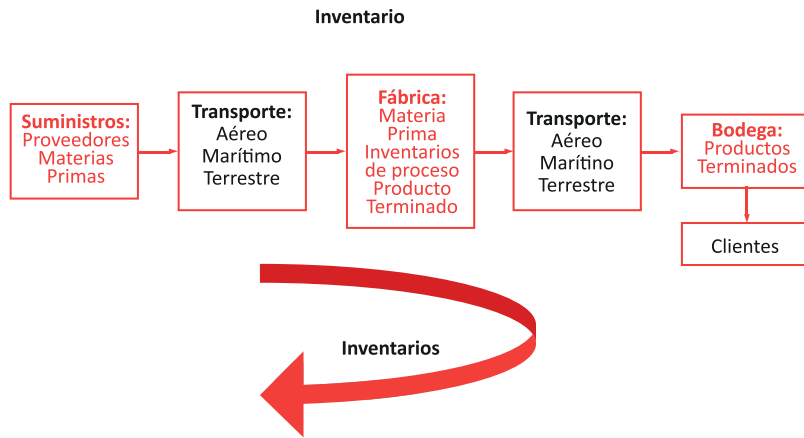 Inventario
Suministros:
Proveedores
Materias
Primas
Transporte:
Aéreo
Marítimo
Terrestre
Fábrica:
Materia
Prima
Inventarios
de proceso
Producto
Terminado
Transporte:
Aéreo
Marítino
Terrestre
Bodega:
Productos
Terminados
Clientes
Inventarios